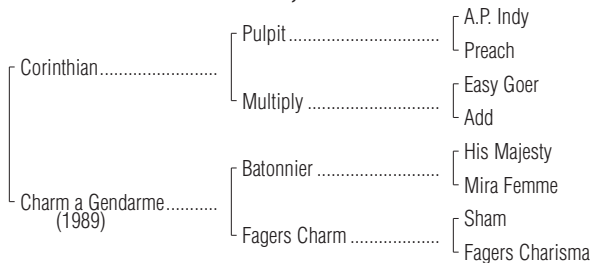 A.P. Indy
Pulpit
Preach
Corinthian
Easy Goer
Multiply
Add
His Majesty
Batonnier
Mira Femme
Charm a Gendarme
(1989)
Sham
Fagers Charm
Fagers Charisma